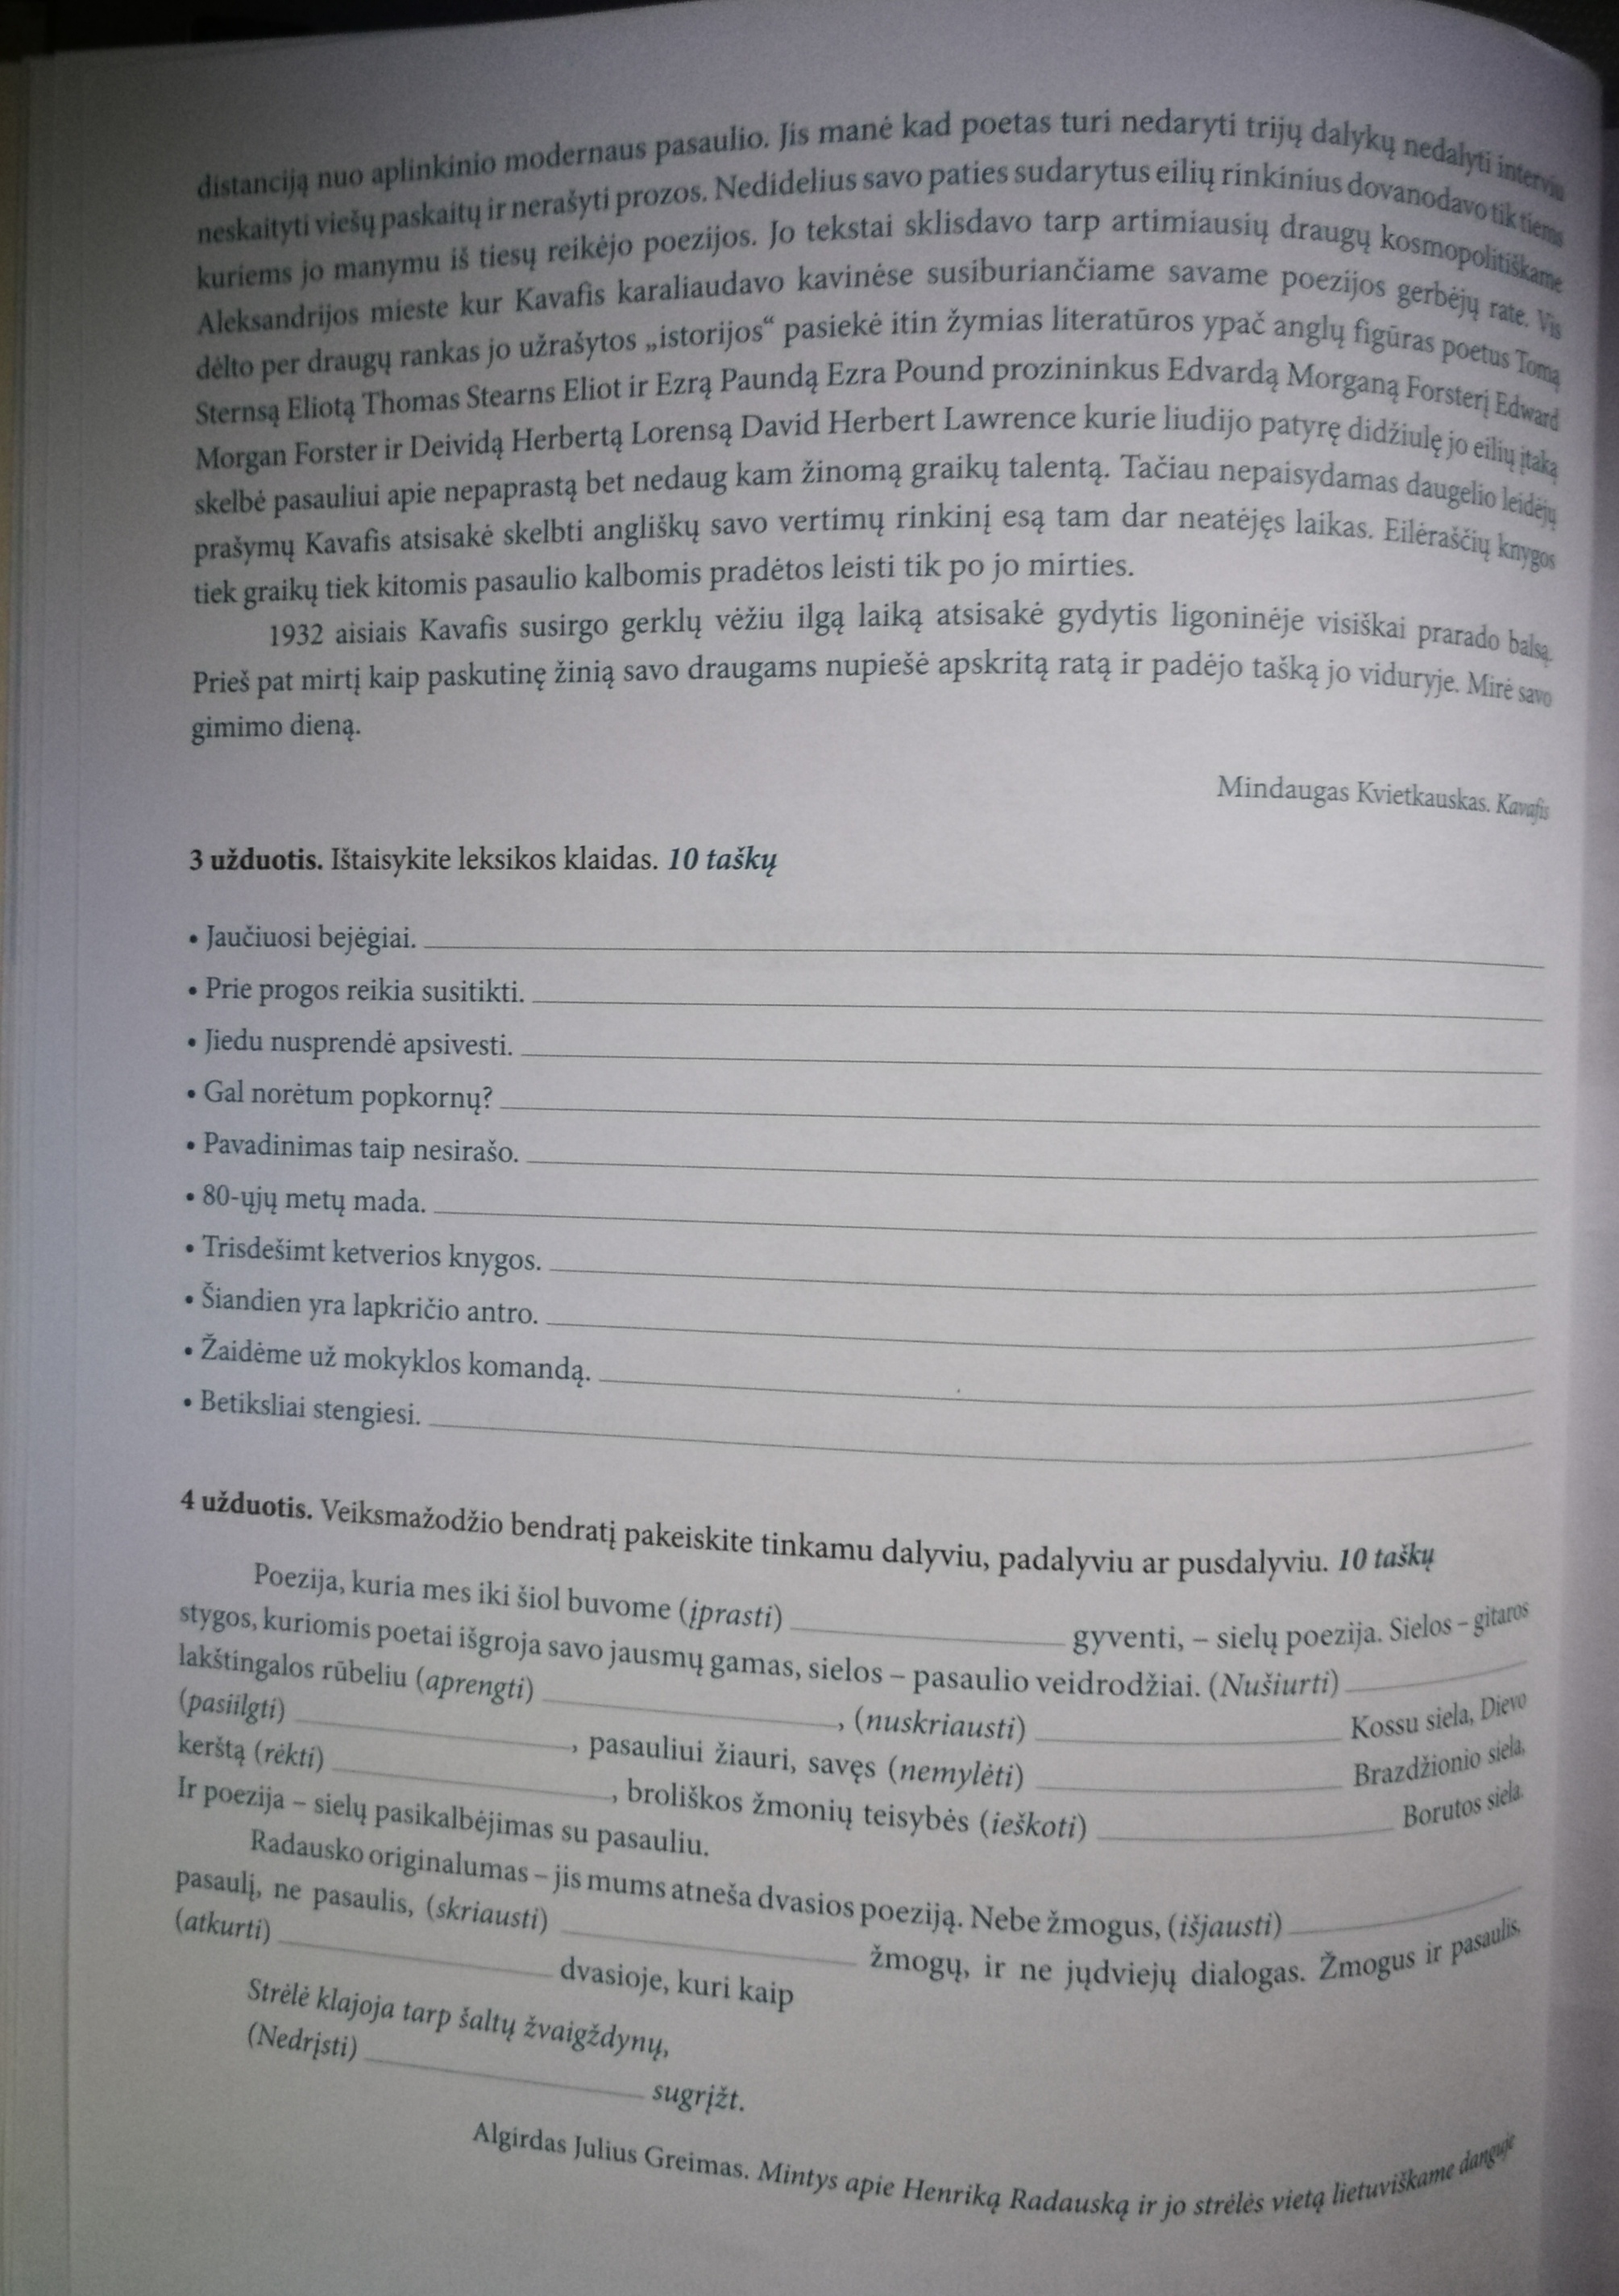 distanciją nuo aplinkinio modernaus pasaulio. Jis manė kad poetas turi nedaryti trijų dalykų nedalyti interviu
neskaityti viešų paskaitų ir nerašyti prozos. Nedidelius savo paties sudarytus eilių rinkinius dovanodavo tik tiems
kuriems jo manymu iš tiesų reikėjo poezijos. Jo tekstai sklisdavo tarp artimiausių draugų kosmopolitiškame
Aleksandrijos mieste kur Kavafis karaliaudavo kavinėse susiburiančiame savame poezijos gerbėjų rate. Vis
dėlto per draugų rankas jo užrašytos „istorijos“ pasiekė itin žymias literatūros ypač anglų figūras poetus Tomą
Sternsą Eliotą Thomas Stearns Eliot ir Ezrą Paundą Ezra Pound prozininkus Edvardą Morganą Forsterį Edward
Morgan Forster ir Deividą Herbertą Lorensą David Herbert Lawrence kurie liudijo patyrę didžiulę jo eilių įtaką
skelbė pasauliui apie nepaprastą bet nedaug kam žinomą graikų talentą. Tačiau nepaisydamas daugelio leidėjų
prašymų Kavafis atsisakė skelbti angliškų savo vertimų rinkinį esą tam dar neatėjęs laikas. Eilėraščių knygos
tiek graikų tiek kitomis pasaulio kalbomis pradėtos leisti tik po jo mirties.
1932 aisiais Kavafis susirgo gerklų vėžiu ilgą laiką atsisakė gydytis ligoninėje visiškai prarado balsą.
Prieš pat mirtį kaip paskutinę žinią savo draugams nupiešė apskritą ratą ir padėjo tašką jo viduryje. Mirė savo
gimimo dieną.
Mindaugas Kvietkauskas. Kavafis
3 užduotis. Ištaisykite leksikos klaidas. 10 taškų
• Jaučiuosi bejėgiai.
• Prie progos reikia susitikti.
• Jiedu nusprendė apsivesti.
• Gal norėtum popkornų?
• Pavadinimas taip nesirašo.
• 80-ųjų metų mada.
• Trisdešimt ketverios knygos.
• Šiandien yra lapkričio antro.
• Žaidėme už mokyklos komandą.
• Betiksliai stengiesi.
4 užduotis. Veiksmažodžio bendratį pakeiskite tinkamu dalyviu, padalyviu ar pusdalyviu. 10 taškų
Poezija, kuria mes iki šiol buvome (įprasti) gyventi, – sielų poezija. Sielos – gitaros
stygos, kuriomis poetai išgroja savo jausmų gamas, sielos – pasaulio veidrodžiai. (Nušiurti)
lakštingalos rūbeliu (aprengti) , (nuskriausti) Kossu siela, Dievo
(pasiilgti) , pasauliui žiauri, savęs (nemylėti) Brazdžionio siela,
kerštą (rėkti) , broliškos žmonių teisybės (ieškoti) Borutos siela.
Ir poezija – sielų pasikalbėjimas su pasauliu.
Radausko originalumas – jis mums atneša dvasios poeziją. Nebe žmogus, (išjausti)
pasaulį, ne pasaulis, (skriausti) žmogų, ir ne jųdviejų dialogas. Žmogus ir pasaulis,
(atkurti) dvasioje, kuri kaip
Strėlė klajoja tarp šaltų žvaigždynų,
(Nedrįsti) sugrįžt.
Algirdas Julius Greimas. Mintys apie Henriką Radauską ir jo strėlės vietą lietuviškame danguje